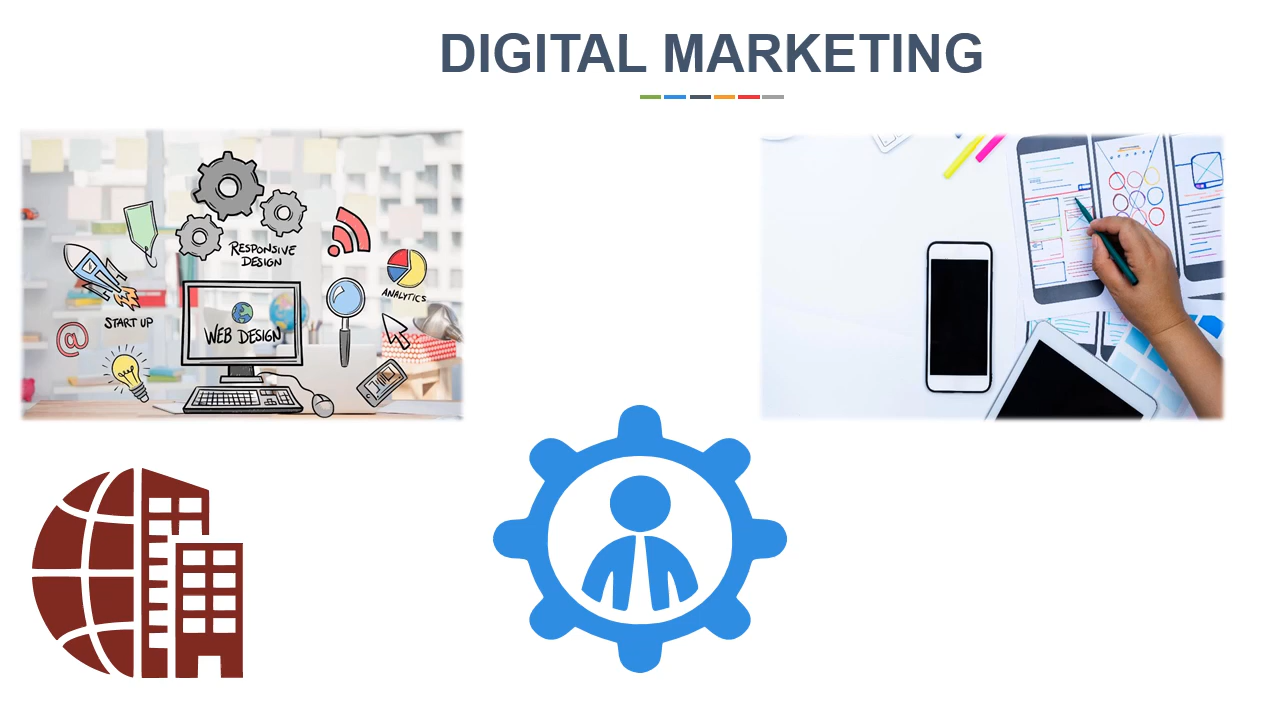 DIGITAL MARKETING
RESPONSIVE
DESIGN
ANALYTICS
START UP
WEB DESIGN
@